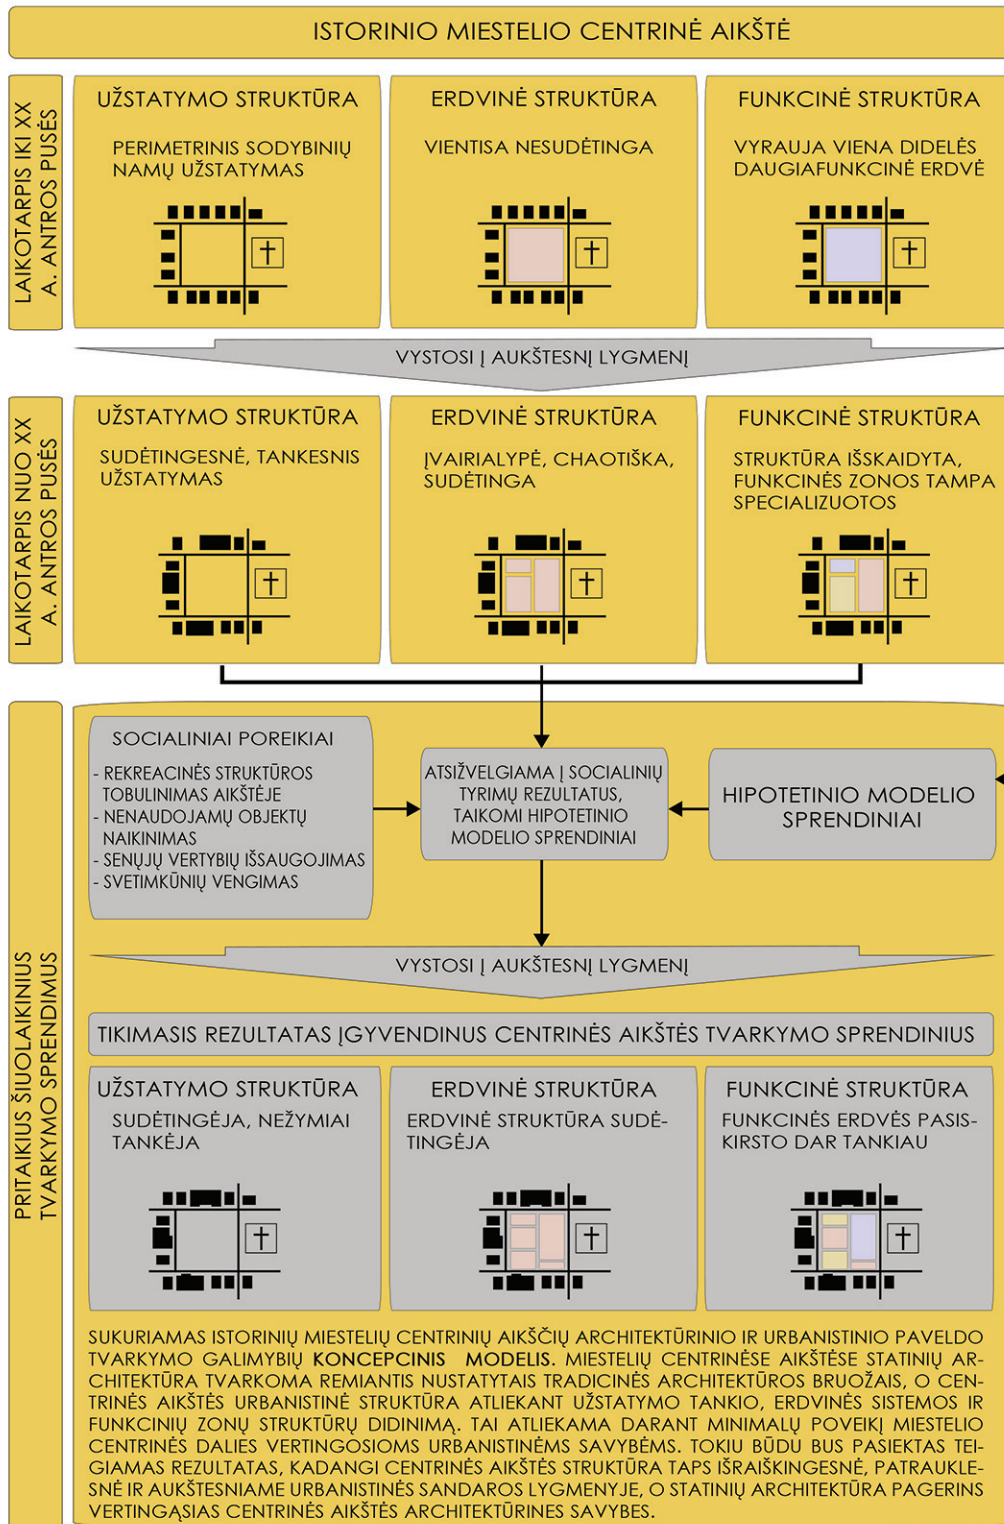 ISTORINIO MIESTELIO CENTRINĖ AIKŠTĖ
LAIKOTARPIS IKI XX
A. ANTROS PUSĖS
UŽSTATYMO STRUKTŪRA
PERIMETRINIS SODYBINIŲ
NAMŲ UŽSTATYMAS
ERDVINĖ STRUKTŪRA
VIENTISA NESUDĖTINGA
FUNKCINĖ STRUKTŪRA
VYRAUJA VIENA DIDELĖS
DAUGIAFUNKCINĖ ERDVĖ
VYSTOSI Į AUKŠTESNĮ LYGMENĮ
LAIKOTARPIS NUO XX
A. ANTROS PUSĖS
UŽSTATYMO STRUKTŪRA
SUDĖTINGESNĖ, TANKESNIS
UŽSTATYMAS
ERDVINĖ STRUKTŪRA
ĮVAIRIALYPĖ, CHAOTIŠKA,
SUDĖTINGA
FUNKCINĖ STRUKTŪRA
STRUKTŪRA IŠSKAIDYTA,
FUNKCINĖS ZONOS TAMPA
SPECIALIZUOTOS
PRITAIKIUS ŠIUOLAIKINIUS
TVARKYMO SPRENDIMUS
SOCIALINIAI POREIKIAI
- REKREACINĖS STRUKTŪROS
TOBULINIMAS AIKŠTĖJE
- NENAUDOJAMŲ OBJEKTŲ
NAIKINIMAS
- SENŲJŲ VERTYBIŲ IŠSAUGOJIMAS
- SVETIMKŪNIŲ VENGIMAS
ATSIŽVELGIAMA Į SOCIALINIŲ
TYRIMŲ REZULTATUS,
TAIKOMI HIPOTETINIO
MODELIO SPRENDINIAI
HIPOTETINIO MODELIO
SPRENDINIAI
VYSTOSI Į AUKŠTESNĮ LYGMENĮ
TIKIMASIS REZULTATAS ĮGYVENDINUS CENTRINĖS AIKŠTĖS TVARKYMO SPRENDINIUS
UŽSTATYMO STRUKTŪRA
SUDĖTINGĖJA, NEŽYMIAI
TANKĖJA
ERDVINĖ STRUKTŪRA
ERDVINĖ STRUKTŪRA SUDĖ-
TINGĖJA
FUNKCINĖ STRUKTŪRA
FUNKCINĖS ERDVĖS PASIS-
KIRSTO DAR TANKIAU
SUKURIAMAS ISTORINIŲ MIESTELIŲ CENTRINIŲ AIKŠČIŲ ARCHITEKTŪRINIO IR URBANISTINIO PAVELDO
TVARKYMO GALIMYBIŲ KONCEPCINIS MODELIS. MIESTELIŲ CENTRINĖSE AIKŠTĖSE STATINIŲ AR-
CHITEKTŪRA TVARKOMA REMIANTIS NUSTATYTAIS TRADICINĖS ARCHITEKTŪROS BRUOŽAIS, O CEN-
TRINĖS AIKŠTĖS URBANISTINĖ STRUKTŪRA ATLIEKANT UŽSTATYMO TANKIO, ERDVINĖS SISTEMOS IR
FUNKCINIŲ ZONŲ STRUKTŪRŲ DIDINIMĄ. TAI ATLIEKAMA DARANT MINIMALŲ POVEIKĮ MIESTELIO
CENTRINĖS DALIES VERTINGOSIOMS URBANISTINĖMS SAVYBĖMS. TOKIU BŪDU BUS PASIEKTAS TEI-
GIAMAS REZULTATAS, KADANGI CENTRINĖS AIKŠTĖS STRUKTŪRA TAPS IŠRAIŠKINGESNĖ, PATRAUKLE-
SNĖ IR AUKŠTESNIAME URBANISTINĖS SANDAROS LYGMENYJE, O STATINIŲ ARCHITEKTŪRA PAGERINS
VERTINGĄSIAS CENTRINĖS AIKŠTĖS ARCHITEKTŪRINES SAVYBES.